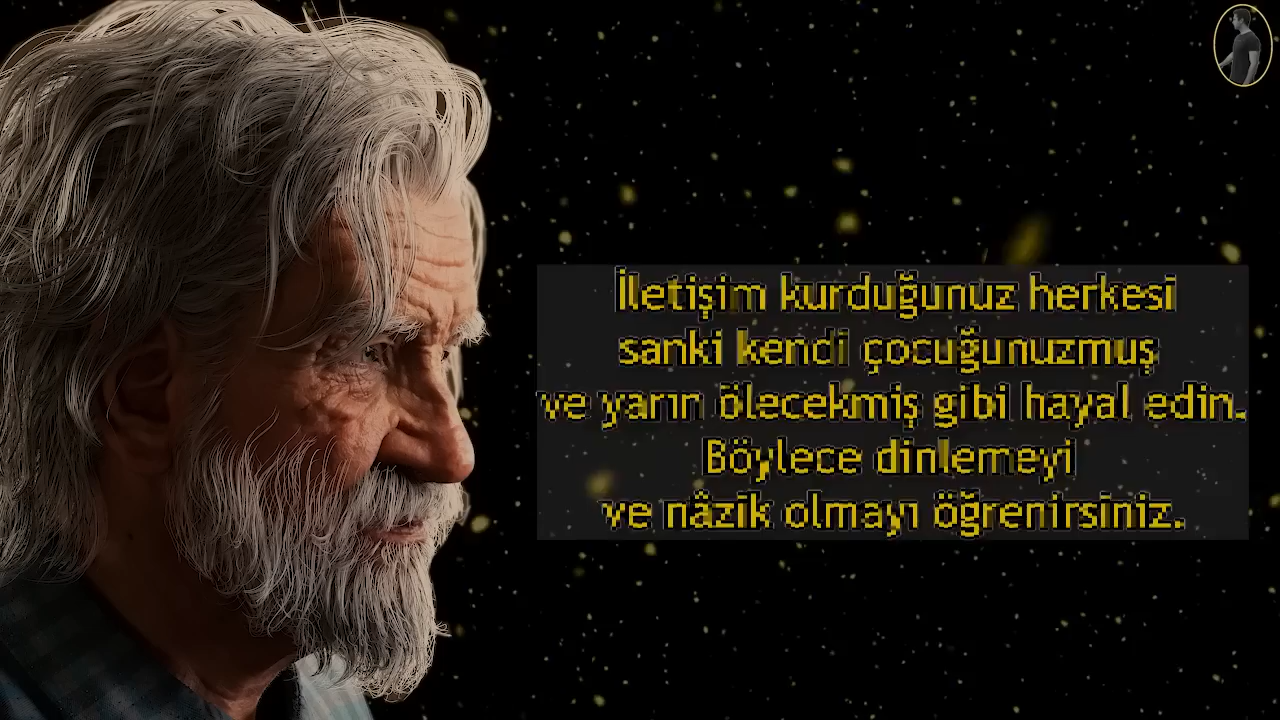 İletişim kurduğunuz herkesi
sanki kendi çocuğunuzmuş
ve yarın ölecekmiş gibi hayal edin.
Böylece dinlemeyi
ve nâzik olmayı öğrenirsiniz.